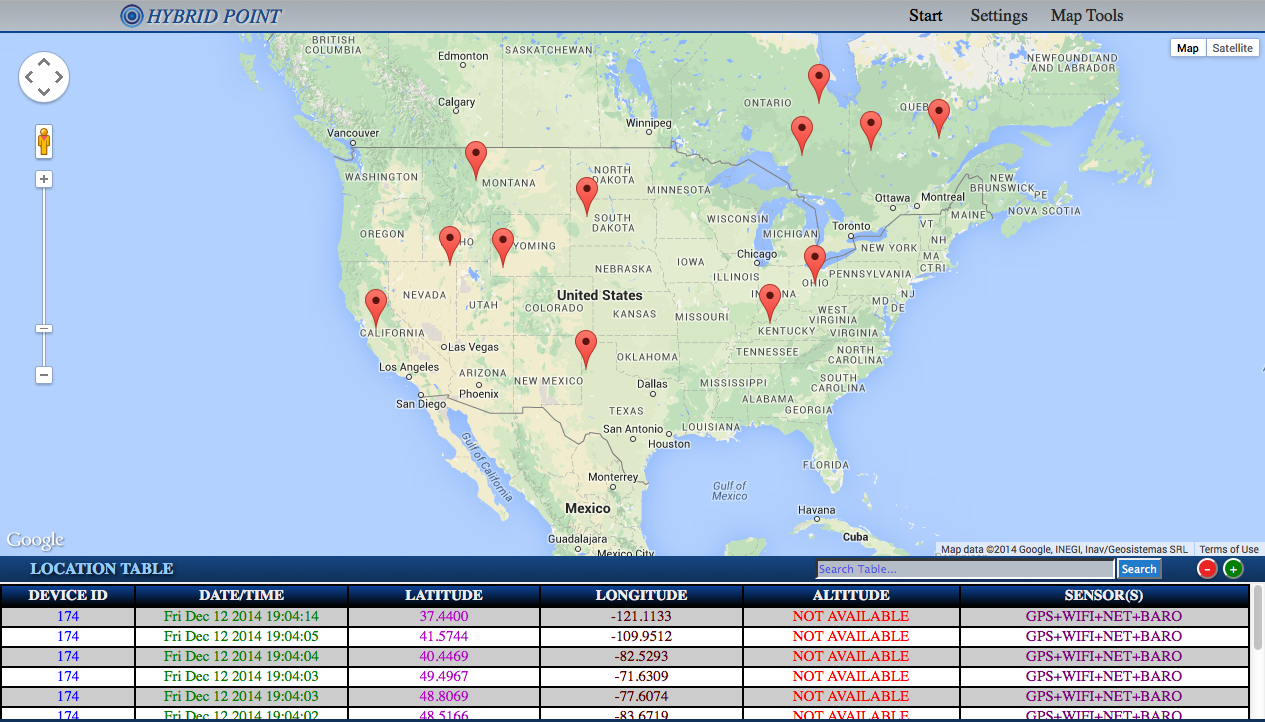 HYBRID POINT Start Settings Map Tools
Map Satellite
BRITISH
COLUMBIA
SASKATCHEWAN
Edmonton
NEWFOUNDLAND
AND LABRADOR
Calgary
ONTARIO
QUEB
Winnipeg
Vancouver
WASHINGTON
MONTANA
NORTH
DAKOTA
MINNESOTA
NEW
BRUNSWICK
PE
Ottawa
Montreal
MAINE
NOVA SCOTIA
SOUTH
DAKOTA
WISCONSIN
OREGON
HO
YOMING
MICHIGAN
Toronto
VT
NH
NEW YORK
MA
CT RI
Chicago
IOWA
NEBRASKA
ILLINOIS
IN
NA
OHIO
PENNSYLVANIA
NEVADA
UTAH
United States
COLORADO
KANSAS
MISSOURI
WEST
VIRGINIA
MD
DE
NJ
KENTUCKY
VIRGINIA
CALIFORNIA
Las Vegas
OKLAHOMA
TENNESSEE
NORTH
CAROLINA
Los Angeles
ARIZONA
NEW MEXICO
Phoenix
Dallas
MISSISSIPPI
SOUTH
CAROLINA
San Diego
ALABAMA
GEORGIA
TEXAS
San Antonio
LOUISIANA
Houston
Gulf of California
FLORIDA
Monterrey
Gulf of
Mexico
Mexico
Havana
Cuba
Guadalajara
Mexico City
Google
Map data ©2014 Google, INEGI, Inav/Geosistemas SRL Terms of Use
LOCATION TABLE Search Table... Search - +
DEVICE ID DATE/TIME LATITUDE LONGITUDE ALTITUDE SENSOR(S)
174 Fri Dec 12 2014 19:04:14 37.4400 -121.1133 NOT AVAILABLE GPS+WIFI+NET+BARO
174 Fri Dec 12 2014 19:04:05 41.5744 -109.9512 NOT AVAILABLE GPS+WIFI+NET+BARO
174 Fri Dec 12 2014 19:04:04 40.4469 -82.5293 NOT AVAILABLE GPS+WIFI+NET+BARO
174 Fri Dec 12 2014 19:04:03 49.4967 -71.6309 NOT AVAILABLE GPS+WIFI+NET+BARO
174 Fri Dec 12 2014 19:04:03 48.8069 -77.6074 NOT AVAILABLE GPS+WIFI+NET+BARO
174 Fri Dec 12 2014 19:04:02 48.5166 -83.6719 NOT AVAILABLE GPS+WIFI+NET+BARO